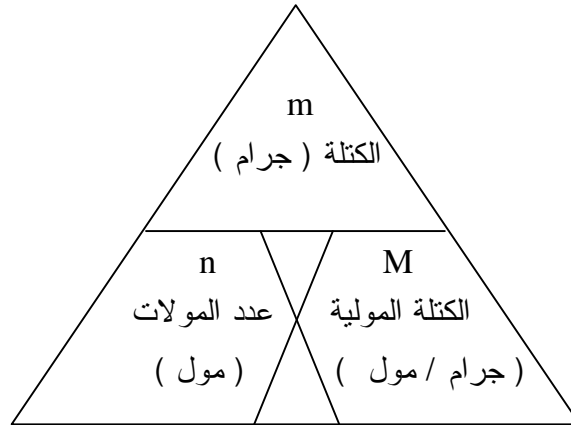 m
الكتلة ( جرام )
M
الكتلة المولية
( جرام / مول )
n
عدد المولات
( مول )